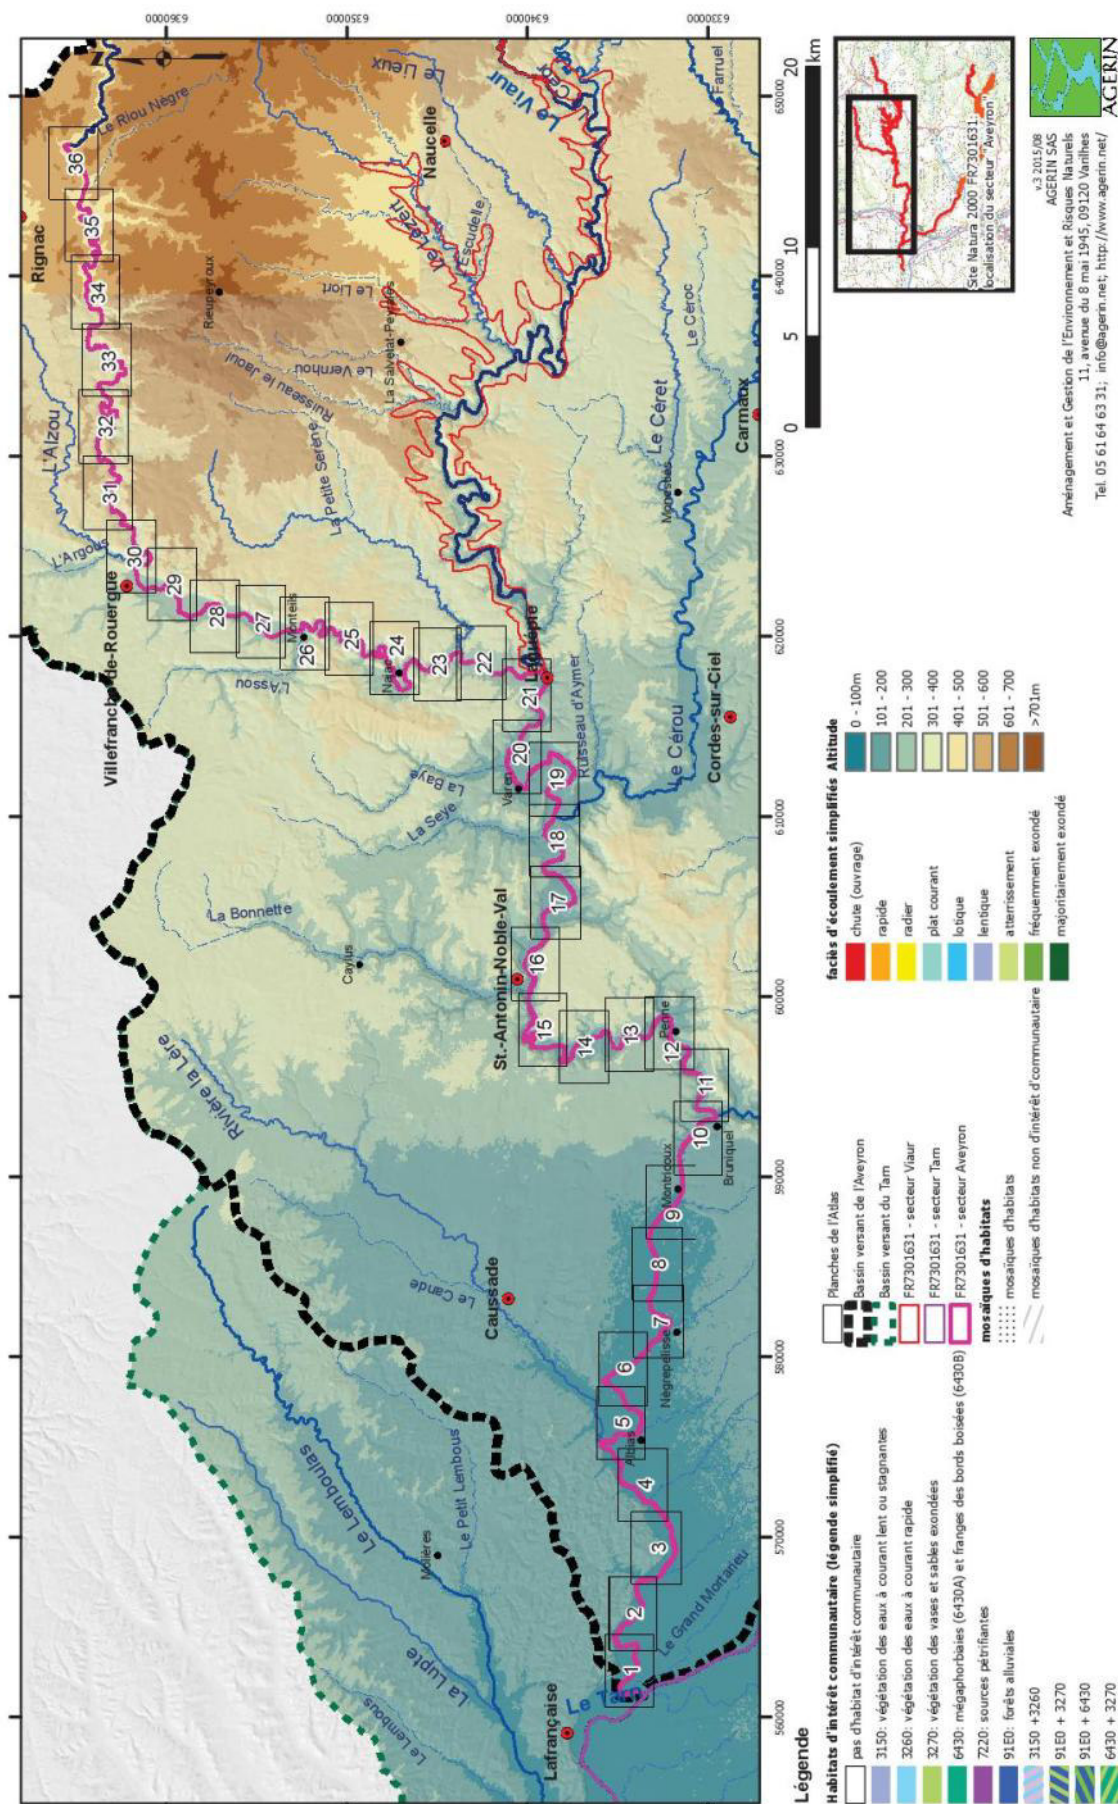 6360000
6350000
6340000
6330000
Rignac
Le Riou Nègre
36
35
34
33
32
31
30
29
28
27
26
25
24
23
22
21
20
19
18
17
16
15
14
13
12
11
10
9
8
7
6
5
4
3
2
1
L'Alzou
L'Argous
Villefranche-de-Rouergue
Rieupeyroux
Naucelle
Le Lieux
Le Viaur
Le Céor
Farruel
Le Lézert
L'Escudelle
Le Liort
La Salvetat-Peyralès
Le Vernhou
Ruisseau le Jaoul
La Petite Serène
L'Assou
Monteils
Najac
Laguépie
Ruisseau d'Aymer
Le Céroc
Le Céret
Carmaux
Monestiés
Le Cérou
Cordes-sur-Ciel
Varen
La Baye
La Seye
La Bonnette
Caylus
St.-Antonin-Noble-Val
Penne
Bruniquel
Montricoux
Rivière la Lère
Le Candé
Caussade
Nègrepelisse
Albias
Le Lemboulas
Le Petit Lembous
Molières
La Lupte
Le Lembous
Lafrançaise
Le Tarn
Le Grand Mortarieu
560000
570000
580000
590000
600000
610000
620000
630000
640000
650000
0
5
10
20
km
Légende
Habitats d'intérêt communautaire (légende simplifié)
pas d'habitat d'intérêt communautaire
3150: végétation des eaux à courant lent ou stagnantes
3260: végétation des eaux à courant rapide
3270: végétation des vases et sables exondées
6430: mégaphorbiaies (6430A) et franges des bords boisées (6430B)
7220: sources pétrifiantes
91E0: forêts alluviales
3150 +3260
91E0 + 3270
91E0 + 6430
6430 + 3270
Planches de l'Atlas
Bassin versant de l'Aveyron
Bassin versant du Tarn
FR7301631 - secteur Viaur
FR7301631 - secteur Tarn
FR7301631 - secteur Aveyron
mosaïques d'habitats
mosaïques d'habitats
mosaïques d'habitats non d'intérêt d'communautaire
faciès d'écoulement simplifiés
chute (ouvrage)
rapide
radier
plat courant
lotique
lentique
atterrissement
fréquemment exondé
majoritairement exondé
Altitude
0 - 100m
101 - 200
201 - 300
301 - 400
401 - 500
501 - 600
601 - 700
>701m
Site Natura 2000 FR7301631:
localisation du secteur "Aveyron"
AGERIN
v.3 2015/08
AGERIN SAS
Aménagement et Gestion de l'Environnement et Risques Naturels
11, avenue du 8 mai 1945, 09120 Varilhes
Tel. 05 61 64 63 31; info@agerin.net; http://www.agerin.net/